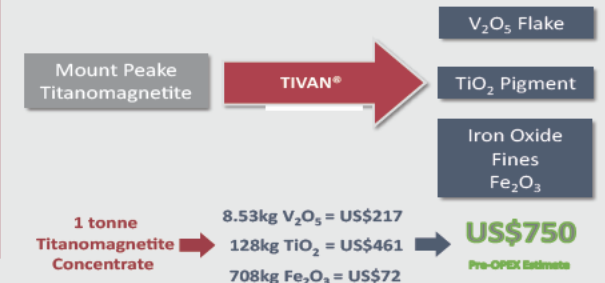 V₂O₅ Flake
Mount Peake
Titanomagnetite
TIVAN®
TiO₂ Pigment
Iron Oxide
Fines
Fe₂O₃
1 tonne
Titanomagnetite
Concentrate
8.53kg V₂O₅ = US$217
128kg TiO₂ = US$461
708kg Fe₂O₃ = US$72
US$750
Pre-OPEX Estimate